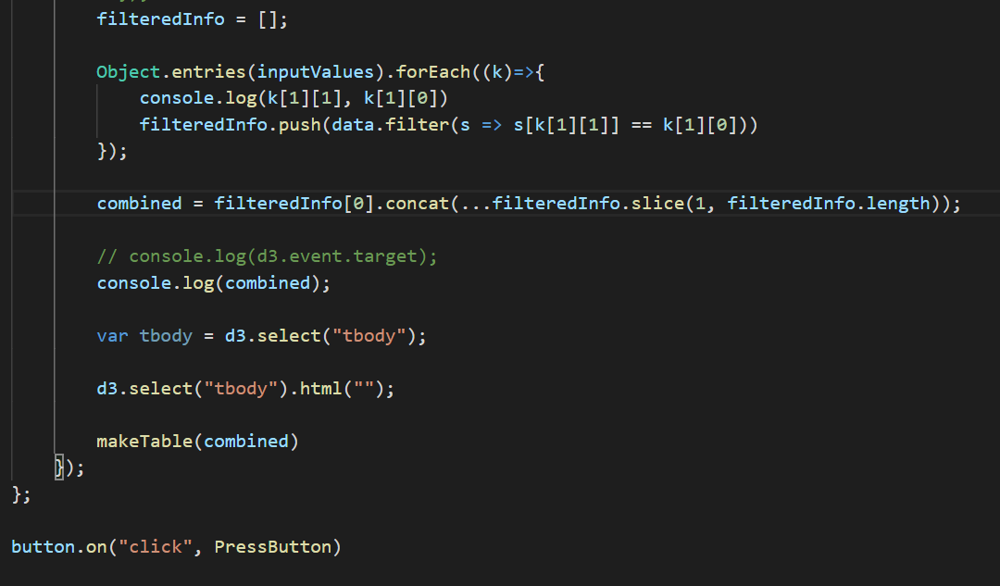 filteredInfo = [];
Object.entries(inputValues).forEach((k)=>{
console.log(k[1][1], k[1][0])
filteredInfo.push(data.filter(s => s[k[1][1]] == k[1][0]))
});
combined = filteredInfo[0].concat(...filteredInfo.slice(1, filteredInfo.length));
// console.log(d3.event.target);
console.log(combined);
var tbody = d3.select("tbody");
d3.select("tbody").html("");
makeTable(combined)
});
};
button.on("click", PressButton)